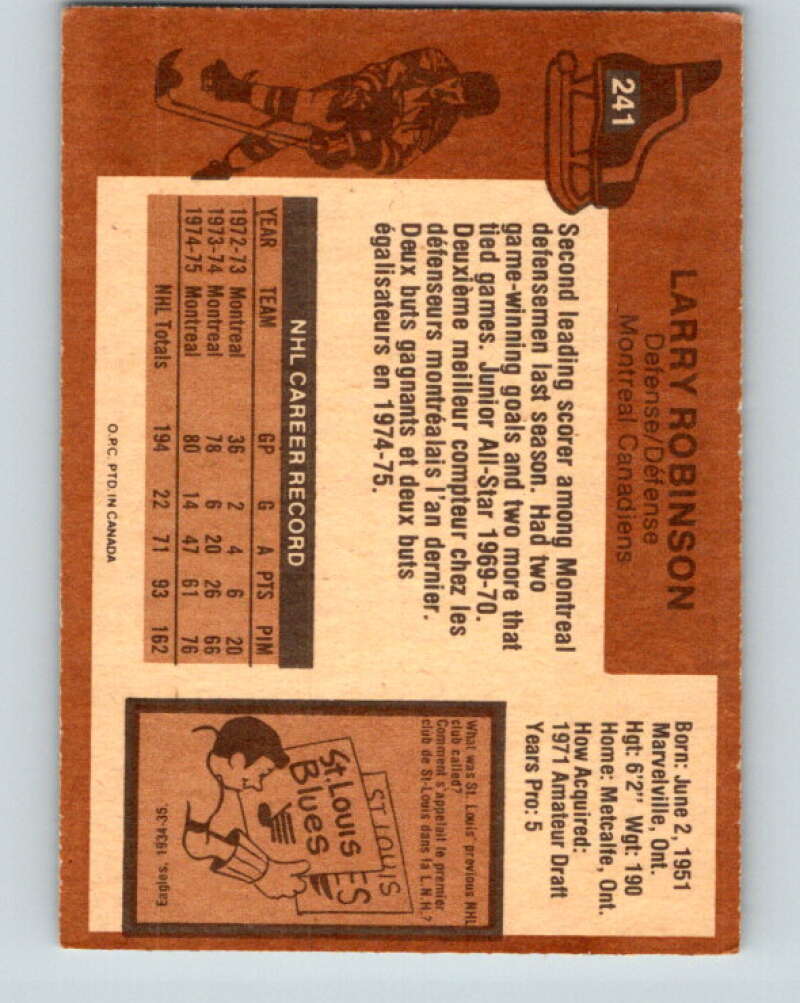 241
LARRY ROBINSON
Defense/Défense
Montreal Canadiens
Born: June 2, 1951
Marvelville, Ont.
Hgt: 6'2" Wgt: 190
Home: Metcalfe, Ont.
How Acquired:
1971 Amateur Draft
Years Pro: 5
Second leading scorer among Montreal
defensemen last season. Had two
game-winning goals and two more that
tied games. Junior All-Star 1969-70.
Deuxième meilleur compteur chez les
défenseurs montréalais l'an dernier.
Deux buts gagnants et deux buts
égalisateurs en 1974-75.
NHL CAREER RECORD
YEAR TEAM GP G A PTS PIM
1972-73 Montreal 36 2 4 6 20
1973-74 Montreal 78 6 20 26 66
1974-75 Montreal 80 14 47 61 76
NHL Totals 194 22 71 93 162
O.P.C. PTD. IN CANADA
What was St. Louis' previous NHL
club called?
Comment s'appelait le premier
club de St-Louis dans la L.N.H.?
ST LOUIS
ES
St. Louis
Blues
Eagles, 1934-35.